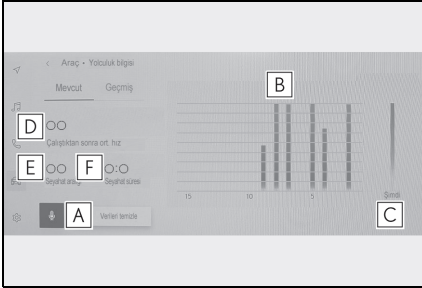 < Araç • Yolculuk bilgisi
Mevcut Geçmiş
B
D
Çalıştıktan sonra ort. hız
E F
Seyahat aralığı Seyahat süresi
15 10 5 Şimdi
A Verileri temizle C